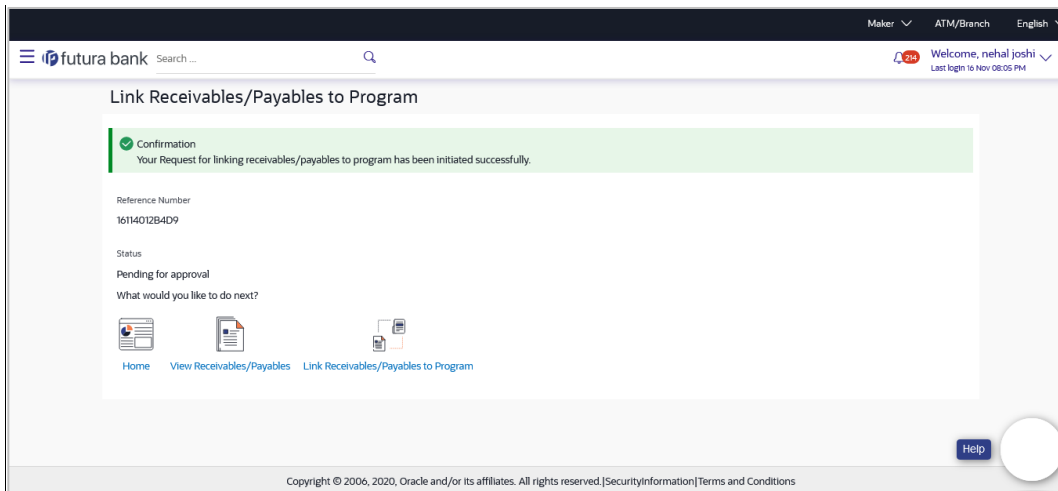 Maker ATM/Branch English
futura bank Search ... 214 Welcome, nehal joshi
Last login 16 Nov 08:05 PM
Link Receivables/Payables to Program
Confirmation
Your Request for linking receivables/payables to program has been initiated successfully.
Reference Number
16114012B4D9
Status
Pending for approval
What would you like to do next?
Home View Receivables/Payables Link Receivables/Payables to Program
Help
Copyright © 2006, 2020, Oracle and/or its affiliates. All rights reserved.|SecurityInformation|Terms and Conditions